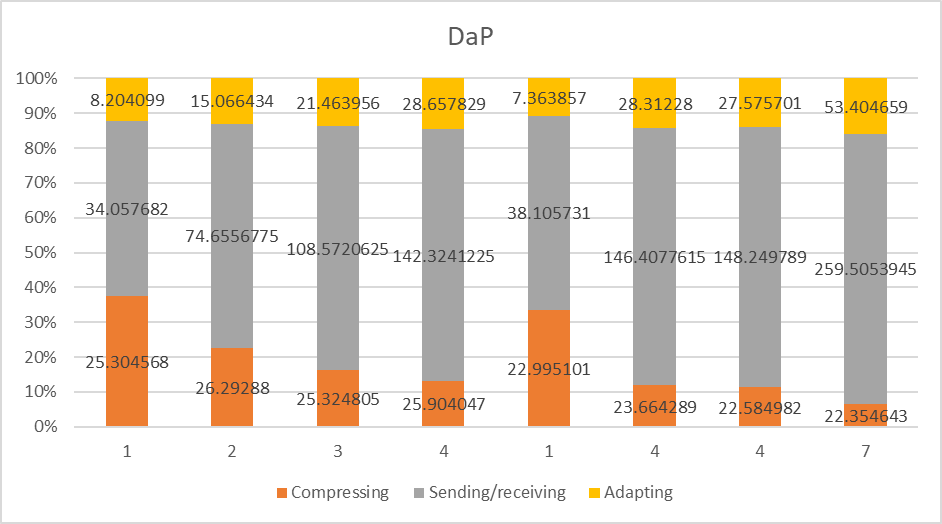 DaP
100%
90%
80%
70%
60%
50%
40%
30%
20%
10%
0%
8.204099 15.066434 21.463956 28.657829 7.363857 28.31228 27.575701 53.404659
34.057682 74.6556775 108.5720625 142.3241225 38.105731 146.4077615 148.249789 259.5053945
25.304568 26.29288 25.324805 25.904047 22.995101 23.664289 22.584982 22.354643
1 2 3 4 1 4 4 7
Compressing Sending/receiving Adapting